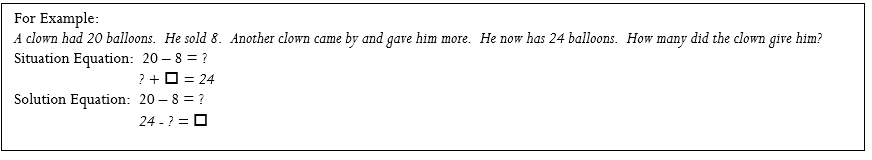 For Example:
A clown had 20 balloons. He sold 8. Another clown came by and gave him more. He now has 24 balloons. How many did the clown give him?
Situation Equation: 20 – 8 = ?
? + □ = 24
Solution Equation: 20 – 8 = ?
24 - ? = □